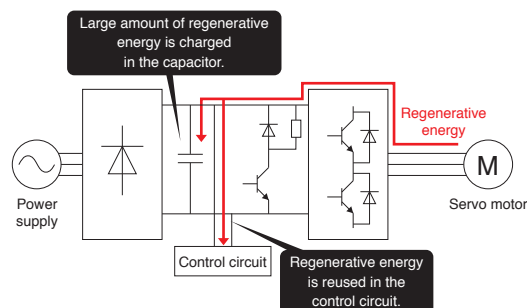 Large amount of regenerative
energy is charged
in the capacitor.
Regenerative
energy
M
Power
supply
Servo motor
Control circuit
Regenerative energy
is reused in the
control circuit.